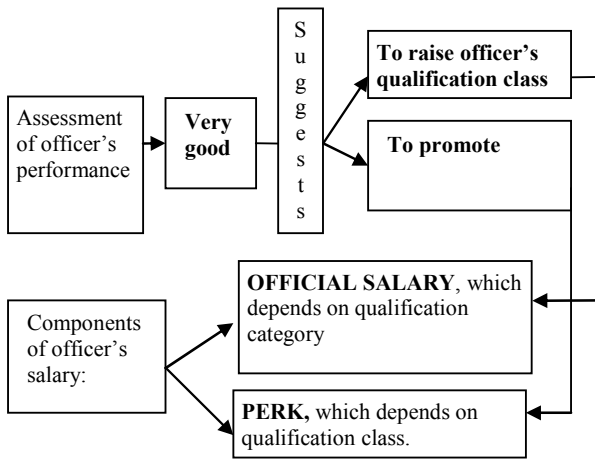 Suggests
To raise officer’s
qualification class
Assessment
of officer’s
performance
Very
good
To promote
OFFICIAL SALARY, which
depends on qualification
category
Components
of officer’s
salary:
PERK, which depends on
qualification class.